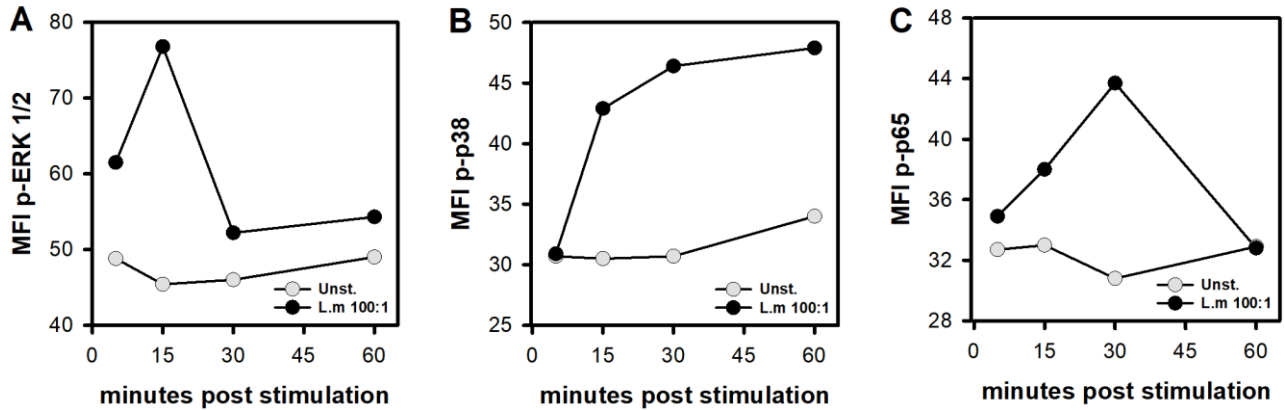 A
MFI p-ERK 1/2
80
70
60
50
40
0 15 30 45 60
minutes post stimulation
Unst.
L.m 100:1
B
MFI p-p38
50
45
40
35
30
25
0 15 30 45 60
minutes post stimulation
Unst.
L.m 100:1
C
MFI p-p65
48
44
40
36
32
28
0 15 30 45 60
minutes post stimulation
Unst.
L.m 100:1